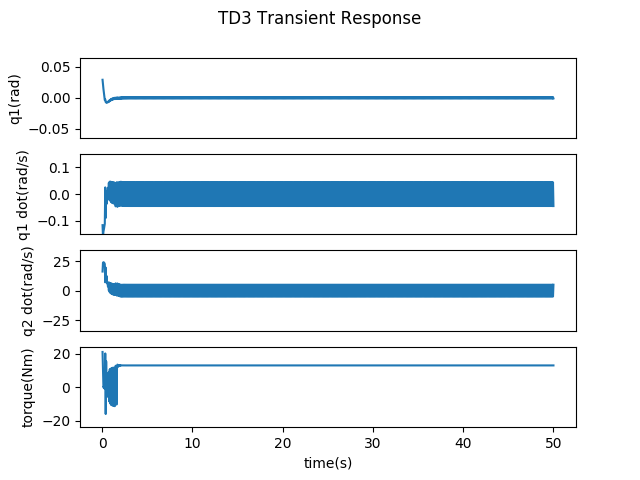 TD3 Transient Response
q1(rad)
0.05
0.00
−0.05
q1 dot(rad/s)
0.1
0.0
−0.1
q2 dot(rad/s)
25
0
−25
torque(Nm)
20
0
−20
0 10 20 30 40 50
time(s)